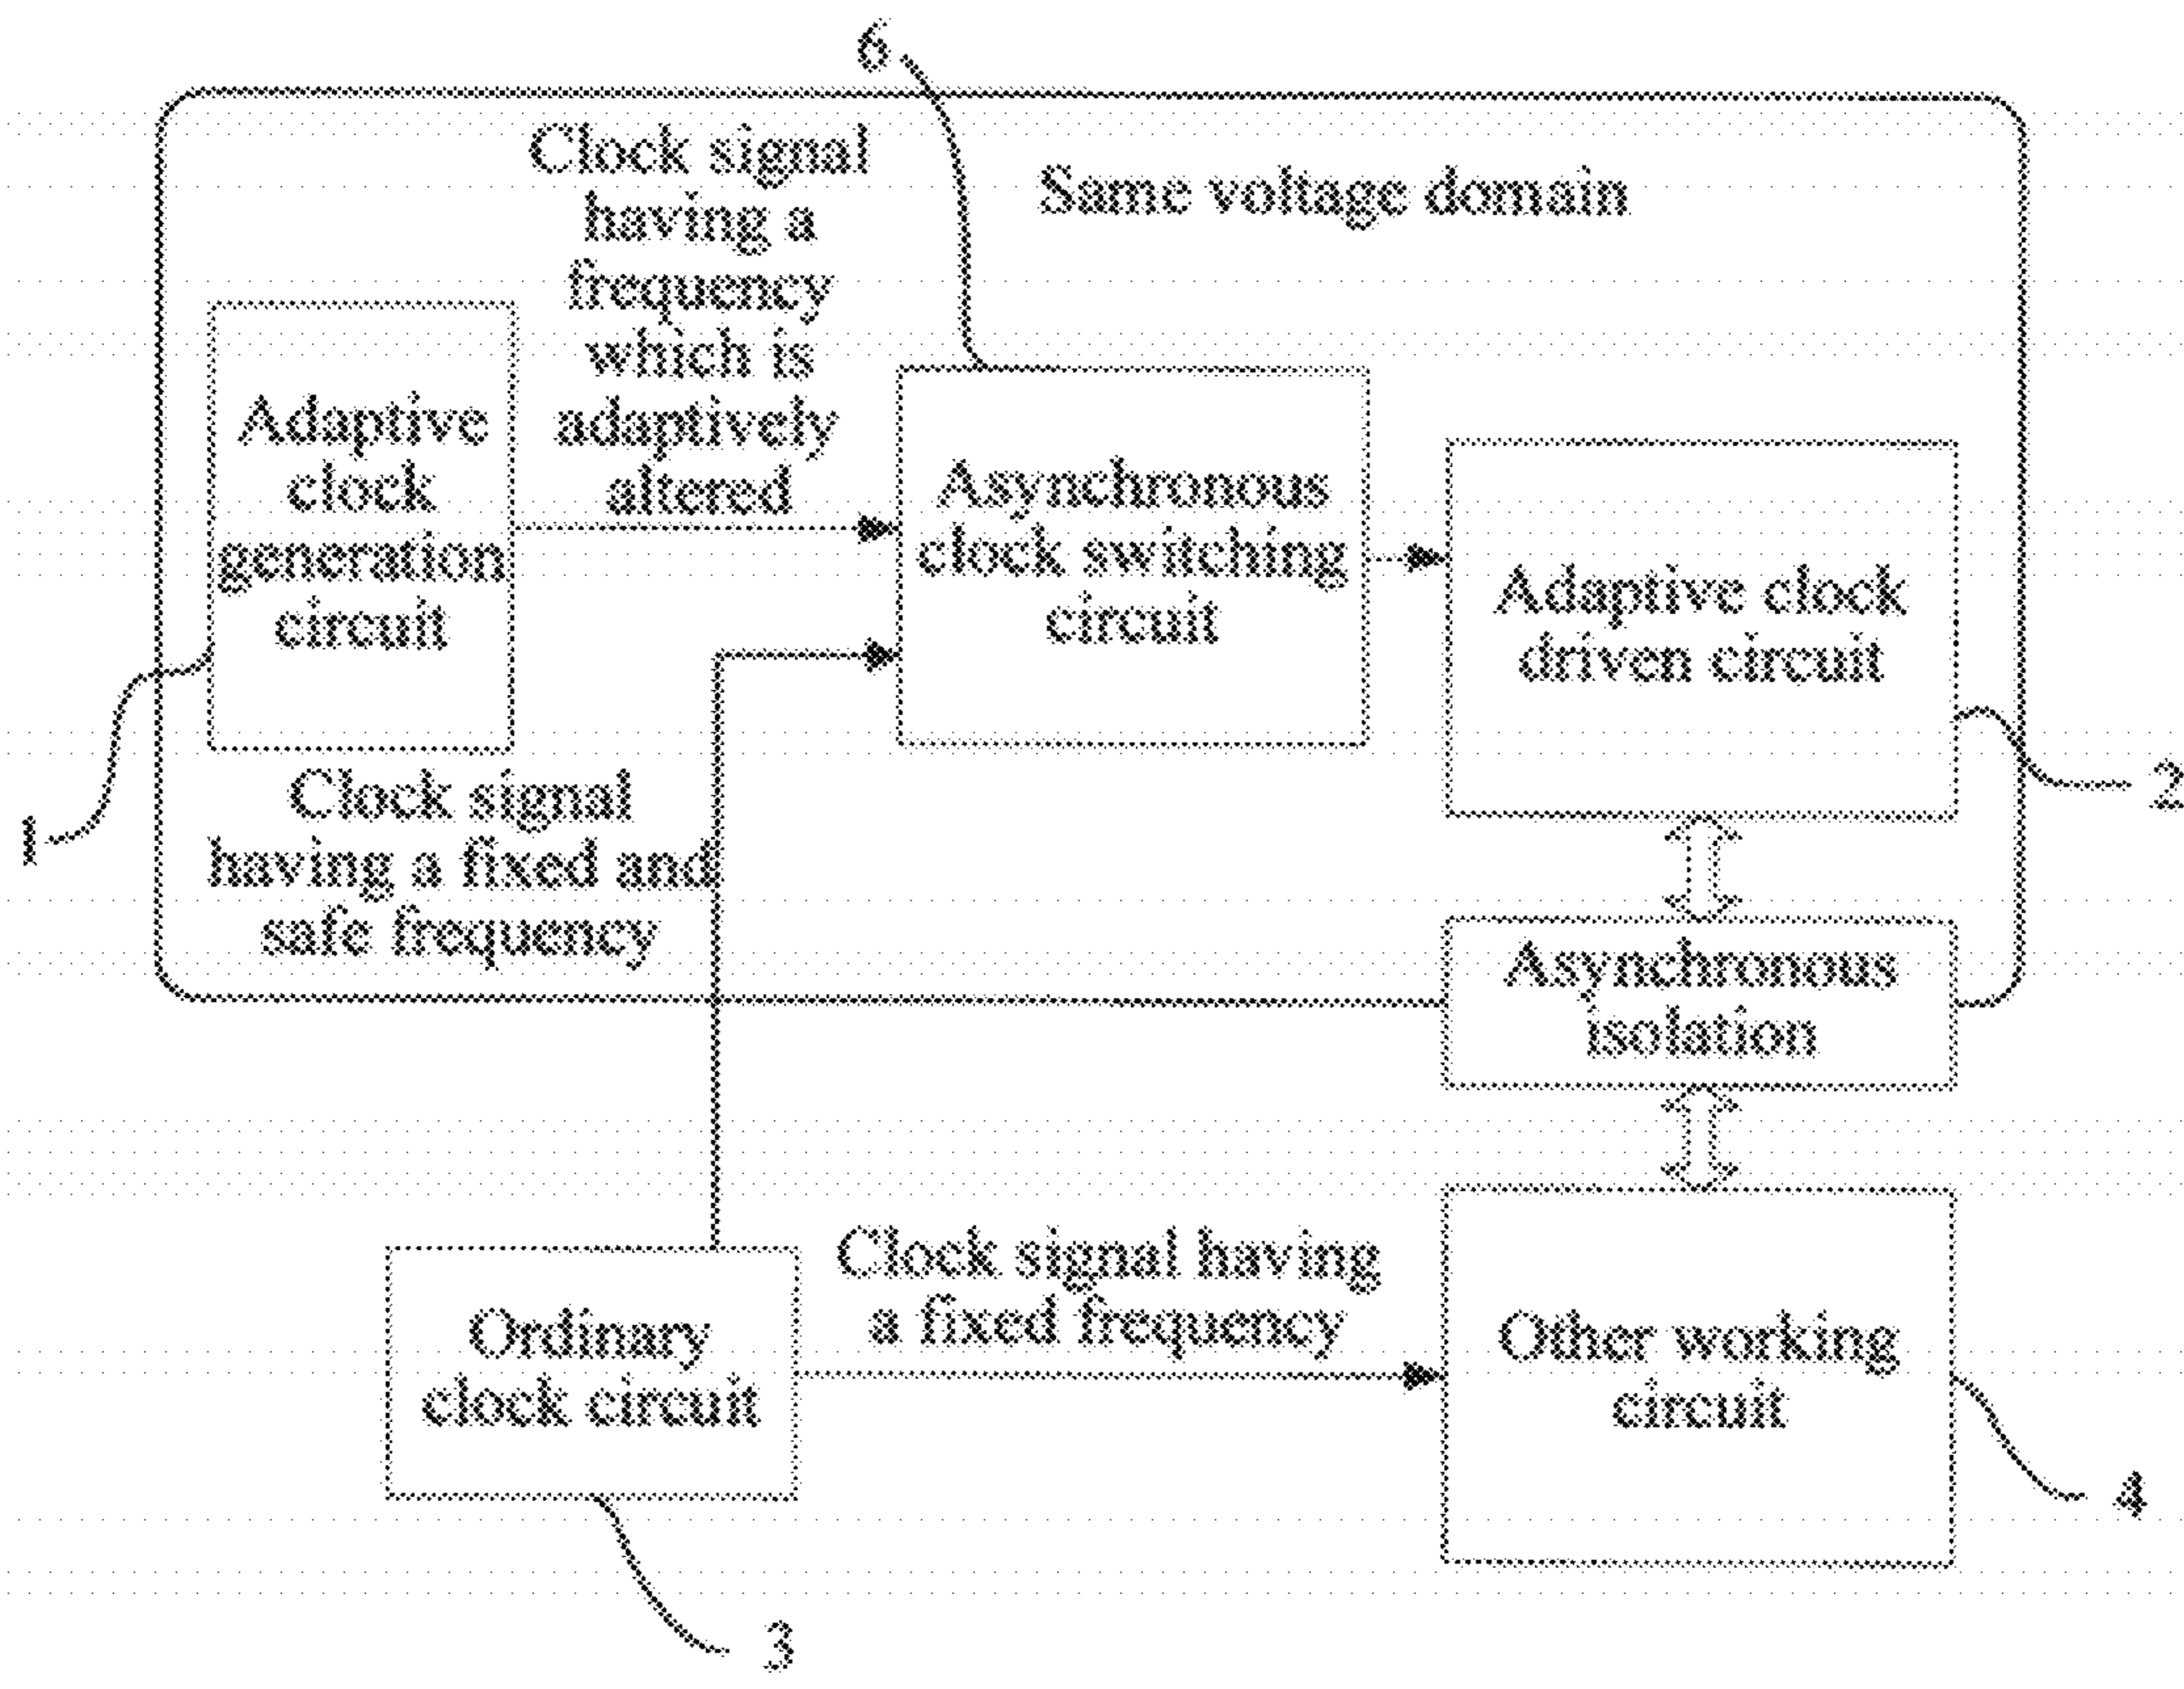 6
Clock signal
having a
frequency
which is
adaptively
altered
Same voltage domain
Adaptive
clock
generation
circuit
Asynchronous
clock switching
circuit
Adaptive clock
driven circuit
1
2
Clock signal
having a fixed and
safe frequency
Asynchronous
isolation
Ordinary
clock circuit
Clock signal having
a fixed frequency
Other working
circuit
4
3